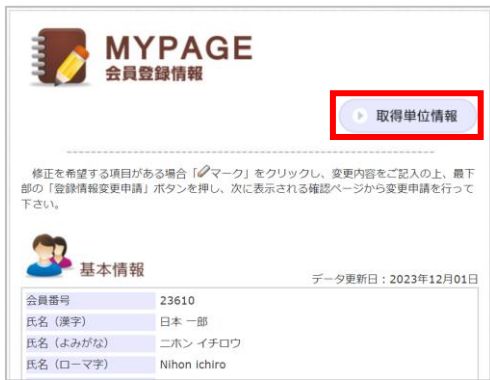 MYPAGE
会員登録情報
取得単位情報
修正を希望する項目がある場合「マーク」をクリックし、変更内容をご記入の上、最下
部の「登録情報変更申請」ボタンを押し、次に表示される確認ページから変更申請を行って
下さい。
基本情報
データ更新日：2023年12月01日
会員番号 23610
氏名（漢字） 日本 一郎
氏名（よみがな） ニホン イチロウ
氏名（ローマ字） Nihon ichiro